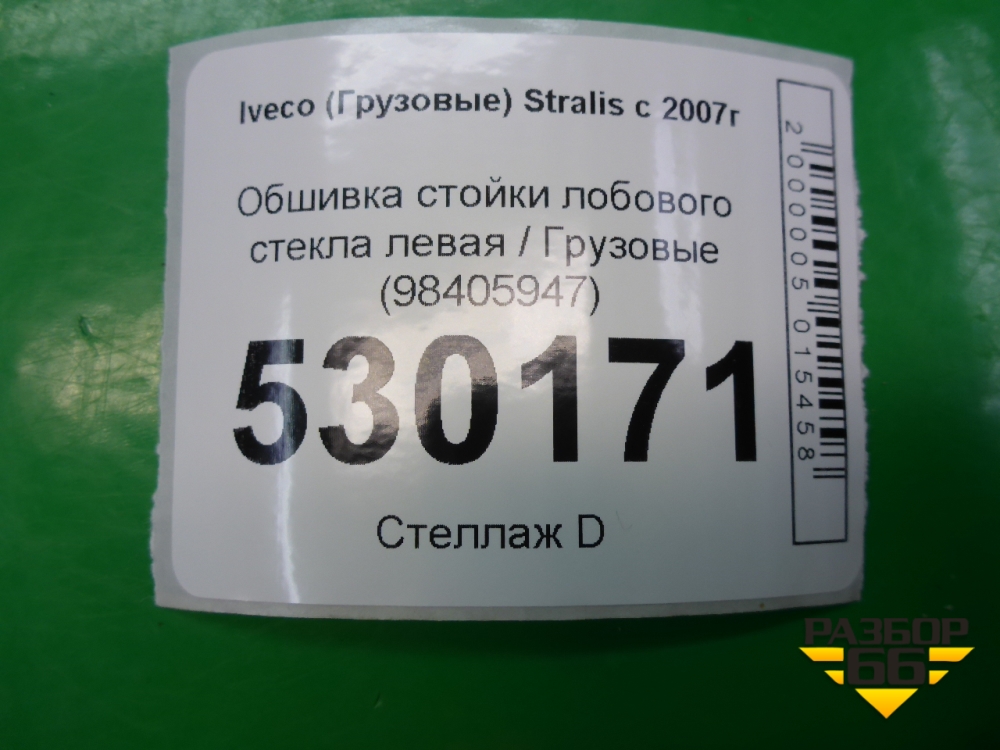 Iveco (Грузовые) Stralis с 2007г
Обшивка стойки лобового
стекла левая / Грузовые
(98405947)
530171
Стеллаж D
2000005015458
РАЗБОР
66